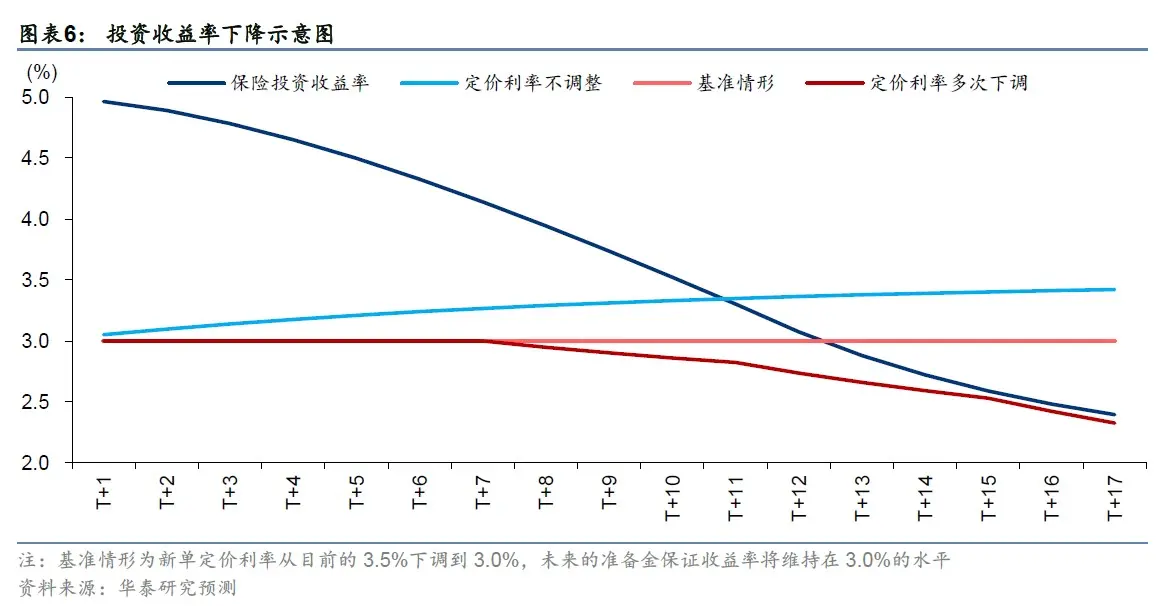 图表6： 投资收益率下降示意图
(%)
保险投资收益率 定价利率不调整 基准情形 定价利率多次下调
5.0
4.5
4.0
3.5
3.0
2.5
2.0
T+1 T+2 T+3 T+4 T+5 T+6 T+7 T+8 T+9 T+10 T+11 T+12 T+13 T+14 T+15 T+16 T+17
注：基准情形为新单定价利率从目前的 3.5%下调到 3.0%，未来的准备金保证收益率将维持在 3.0%的水平
资料来源：华泰研究预测